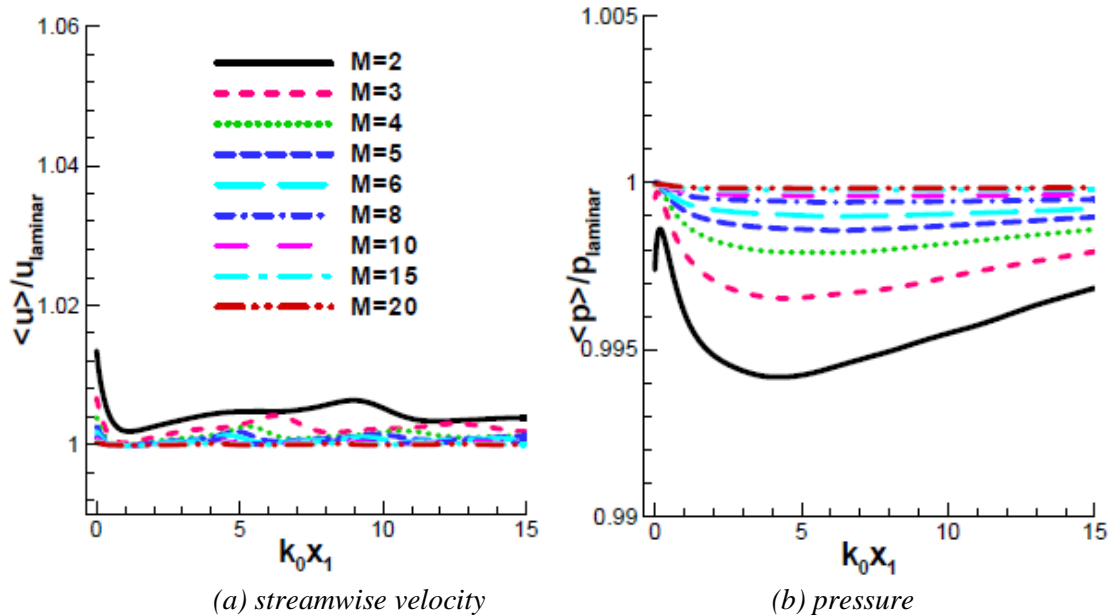 1.06
1.04
1.02
1
<u>/u_laminar
0
5
10
15
k₀x₁
M=2
M=3
M=4
M=5
M=6
M=8
M=10
M=15
M=20
(a) streamwise velocity
1.005
1
0.995
0.99
<p>/p_laminar
0
5
10
15
k₀x₁
(b) pressure